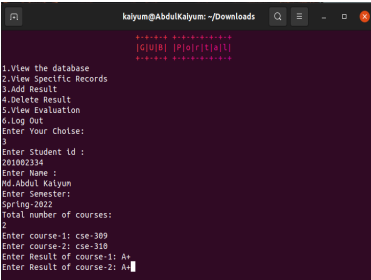 kaiyum@AbdulKaiyum: ~/Downloads
+-+-+-+ +-+-+-+-+-+-+
|G|U|B| |P|o|r|t|a|l|
+-+-+-+ +-+-+-+-+-+-+
1.View the database
2.View Specific Records
3.Add Result
4.Delete Result
5.View Evaluation
6.Log Out
Enter Your Choise:
3
Enter Student id :
201002334
Enter Name :
Md.Abdul Kaiyum
Enter Semester:
Spring-2022
Total number of courses:
2
Enter course-1: cse-309
Enter course-2: cse-310
Enter Result of course-1: A+
Enter Result of course-2: A+